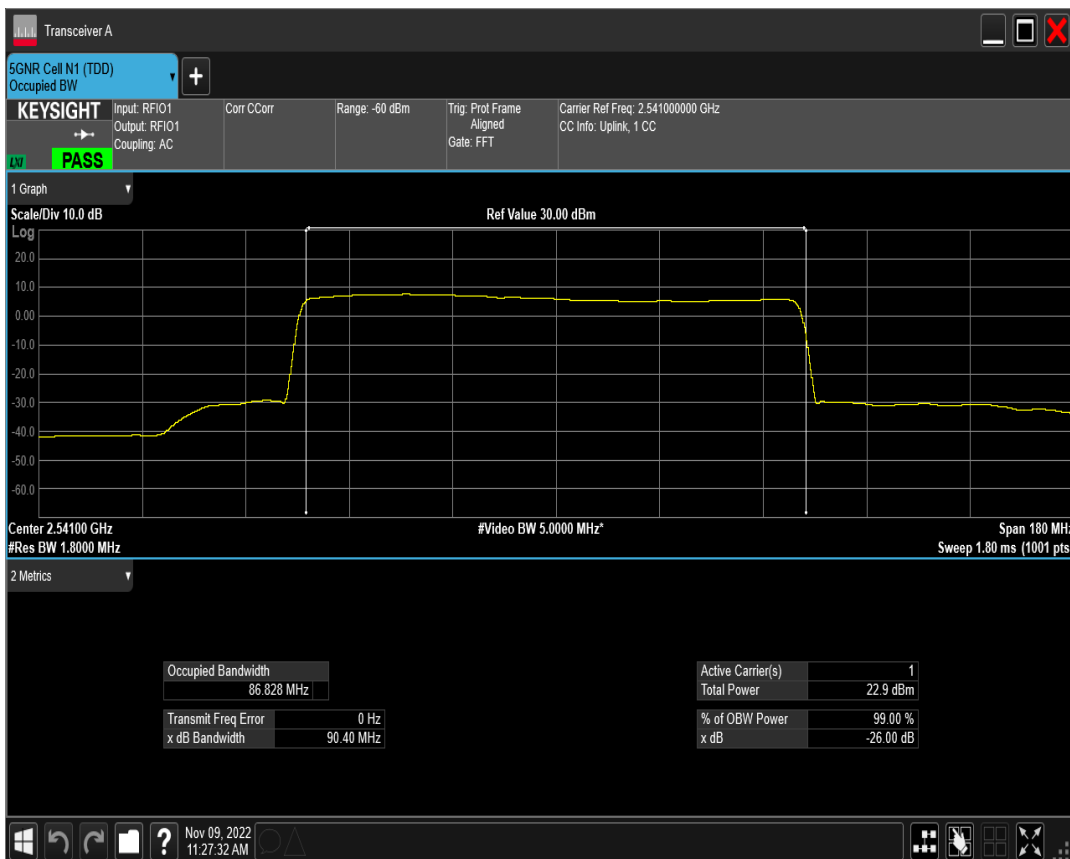 Transceiver A
5GNR Cell N1 (TDD)
Occupied BW
+
KEYSIGHT
LXI
PASS
Input: RFIO1
Output: RFIO1
Coupling: AC
Corr CCorr
Range: -60 dBm
Trig: Prot Frame
Aligned
Gate: FFT
Carrier Ref Freq: 2.541000000 GHz
CC Info: Uplink, 1 CC
1 Graph
Scale/Div 10.0 dB
Ref Value 30.00 dBm
Log
20.0
10.0
0.00
-10.0
-20.0
-30.0
-40.0
-50.0
-60.0
Center 2.54100 GHz
#Video BW 5.0000 MHz*
Span 180 MHz
#Res BW 1.8000 MHz
Sweep 1.80 ms (1001 pts
2 Metrics
Occupied Bandwidth
86.828 MHz
Transmit Freq Error 0 Hz
x dB Bandwidth 90.40 MHz
Active Carrier(s) 1
Total Power 22.9 dBm
% of OBW Power 99.00 %
x dB -26.00 dB
?
Nov 09, 2022
11:27:32 AM